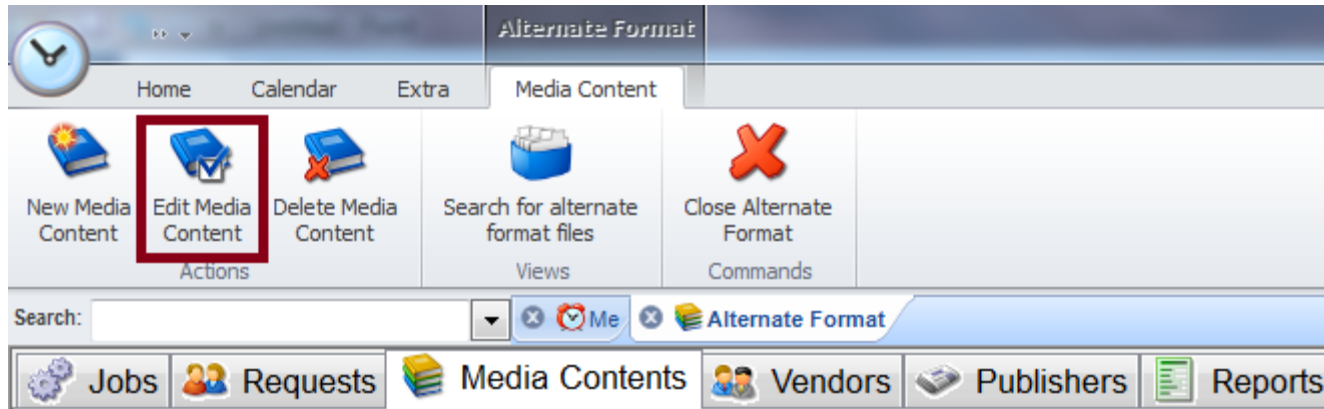 Alternate Format
Home Calendar Extra Media Content
New Media Edit Media Delete Media Search for alternate Close Alternate
Content Content Content format files Format
Actions Views Commands
Search: Me Alternate Format
Jobs Requests Media Contents Vendors Publishers Reports